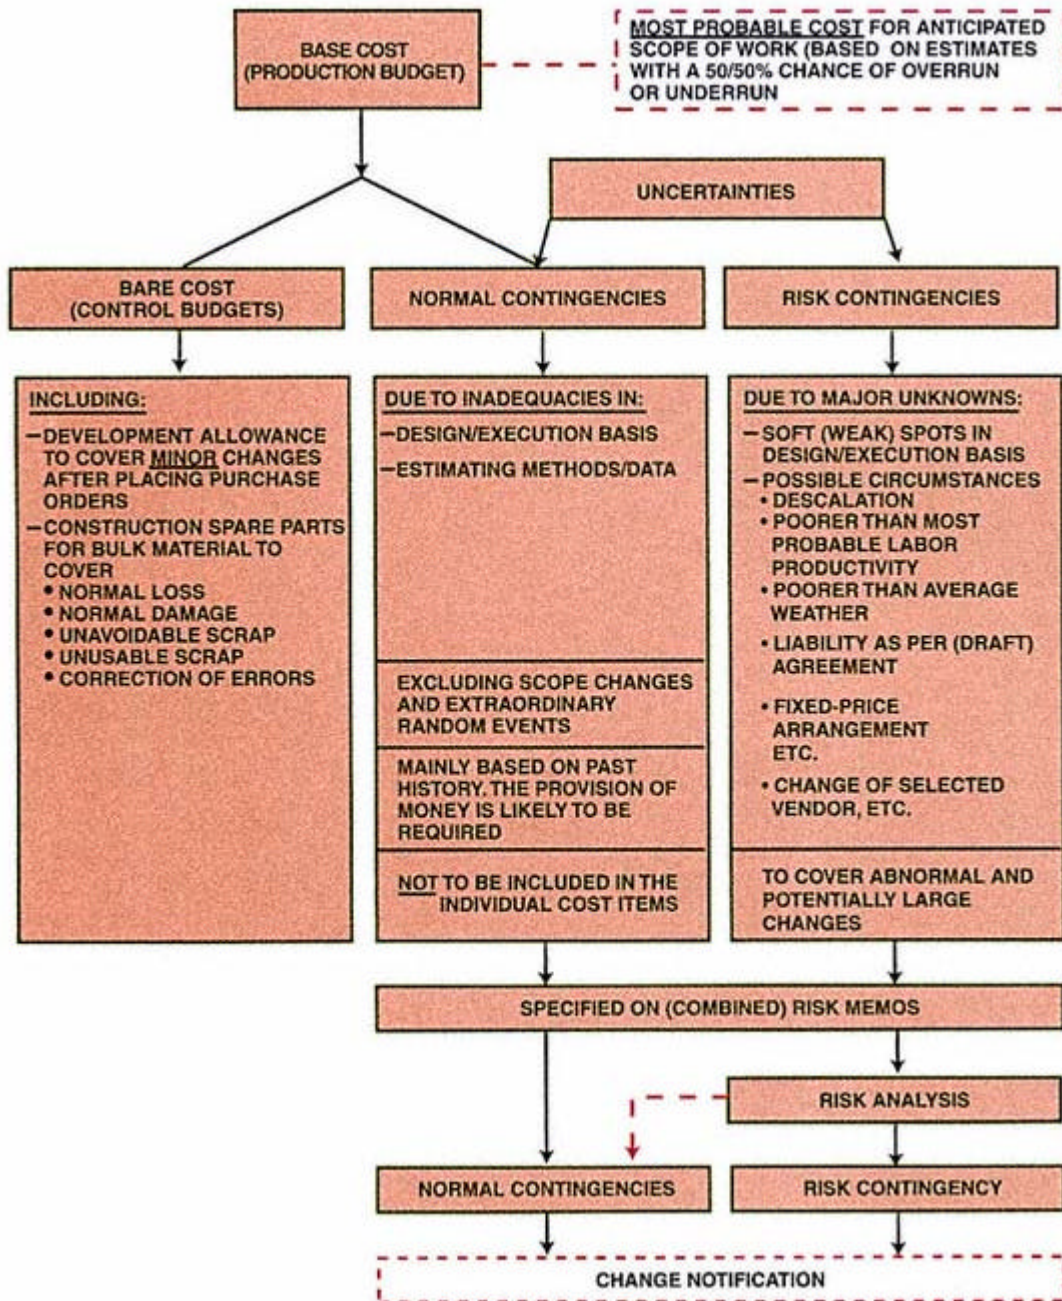 BASE COST
(PRODUCTION BUDGET)
MOST PROBABLE COST FOR ANTICIPATED
SCOPE OF WORK (BASED ON ESTIMATES
WITH A 50/50% CHANCE OF OVERRUN
OR UNDERRUN
UNCERTAINTIES
BARE COST
(CONTROL BUDGETS)
NORMAL CONTINGENCIES
RISK CONTINGENCIES
INCLUDING:
—DEVELOPMENT ALLOWANCE
TO COVER MINOR CHANGES
AFTER PLACING PURCHASE
ORDERS
—CONSTRUCTION SPARE PARTS
FOR BULK MATERIAL TO
COVER
• NORMAL LOSS
• NORMAL DAMAGE
• UNAVOIDABLE SCRAP
• UNUSABLE SCRAP
• CORRECTION OF ERRORS
DUE TO INADEQUACIES IN:
—DESIGN/EXECUTION BASIS
—ESTIMATING METHODS/DATA
EXCLUDING SCOPE CHANGES
AND EXTRAORDINARY
RANDOM EVENTS
MAINLY BASED ON PAST
HISTORY. THE PROVISION OF
MONEY IS LIKELY TO BE
REQUIRED
NOT TO BE INCLUDED IN THE
INDIVIDUAL COST ITEMS
DUE TO MAJOR UNKNOWNS:
—SOFT (WEAK) SPOTS IN
DESIGN/EXECUTION BASIS
—POSSIBLE CIRCUMSTANCES
• DESCALATION
• POORER THAN MOST
PROBABLE LABOR
PRODUCTIVITY
• POORER THAN AVERAGE
WEATHER
• LIABILITY AS PER (DRAFT)
AGREEMENT
• FIXED-PRICE
ARRANGEMENT
ETC.
• CHANGE OF SELECTED
VENDOR, ETC.
TO COVER ABNORMAL AND
POTENTIALLY LARGE
CHANGES
SPECIFIED ON (COMBINED) RISK MEMOS
RISK ANALYSIS
NORMAL CONTINGENCIES
RISK CONTINGENCY
CHANGE NOTIFICATION